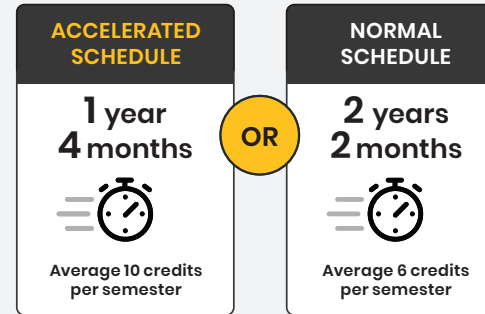 ACCELERATED
SCHEDULE
1 year
4 months
Average 10 credits
per semester
OR
NORMAL
SCHEDULE
2 years
2 months
Average 6 credits
per semester